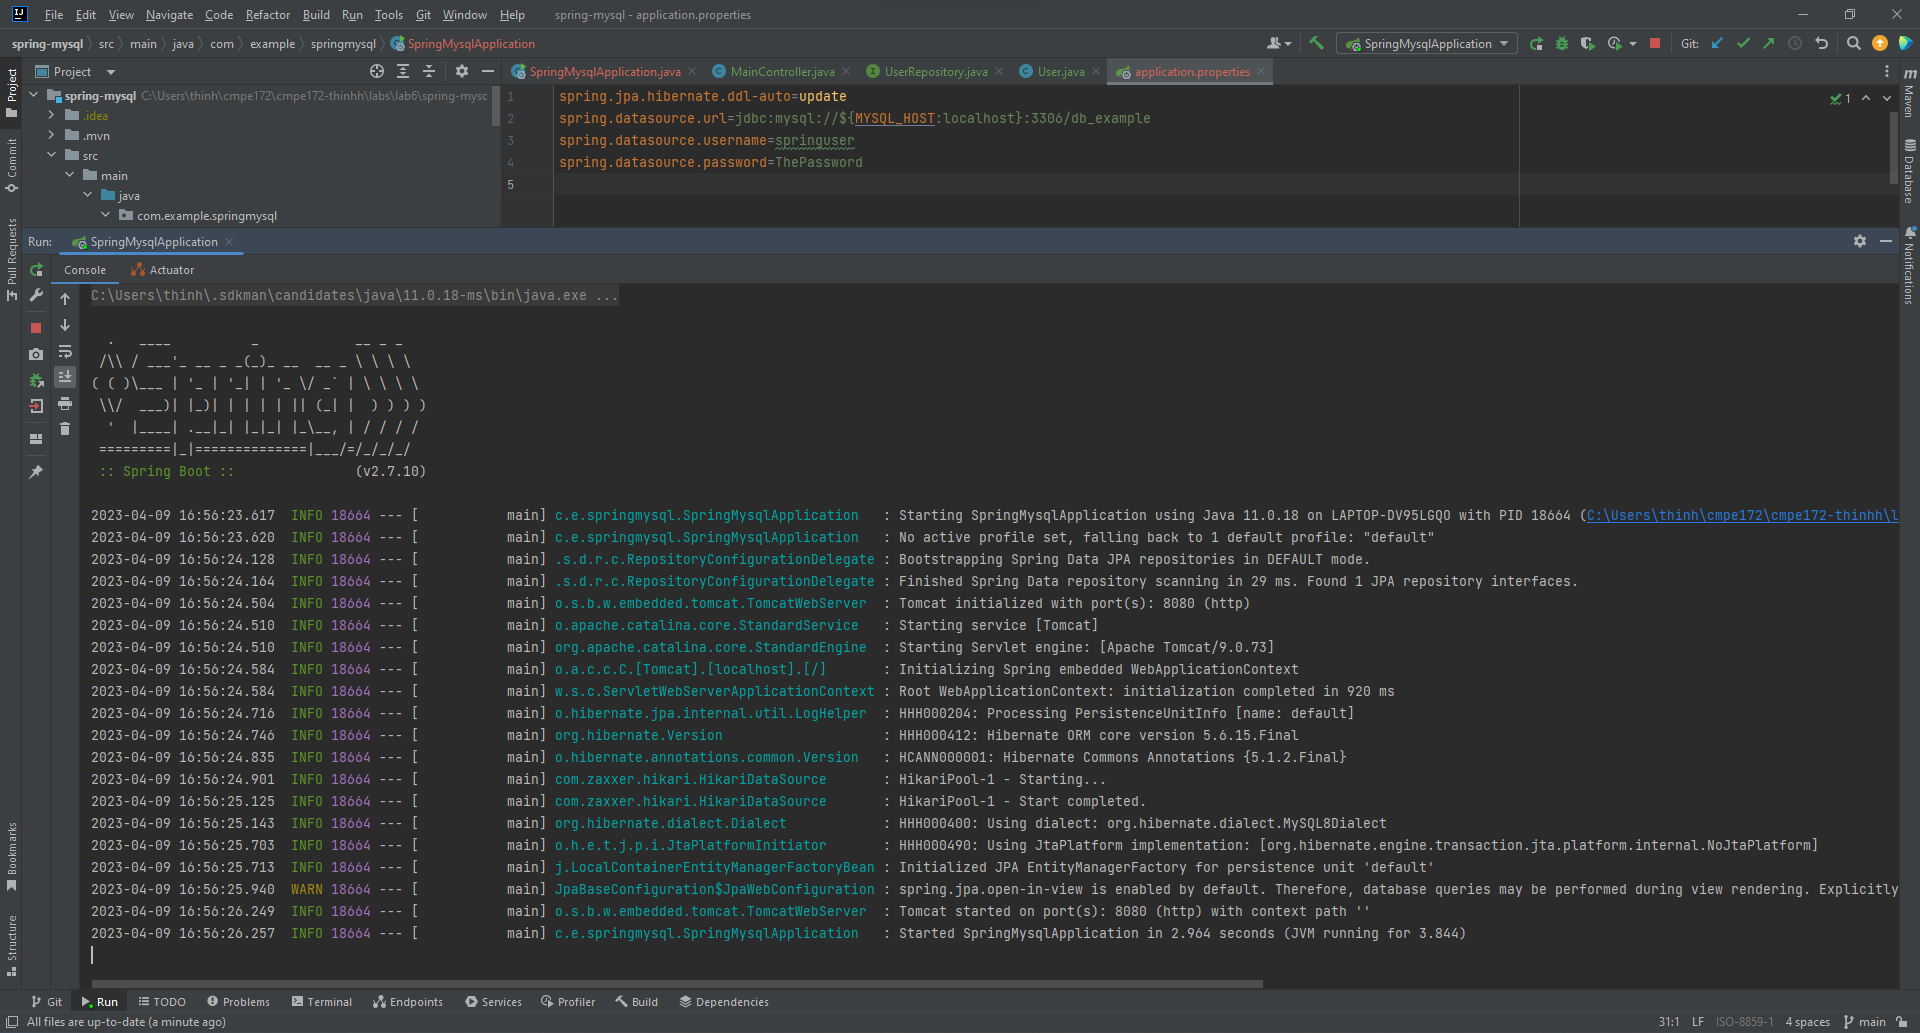 File Edit View Navigate Code Refactor Build Run Tools Git Window Help spring-mysql - application.properties
spring-mysql src main java com example springmysql SpringMysqlApplication SpringMysqlApplication Git:
Project SpringMysqlApplication.java MainController.java UserRepository.java User.java application.properties
spring-mysql C:\Users\thinh\cmpe172\cmpe172-thinhh\labs\lab6\spring-mysc
.idea
.mvn
src
main
java
com.example.springmysql
1 spring.jpa.hibernate.ddl-auto=update
2 spring.datasource.url=jdbc:mysql://${MYSQL_HOST:localhost}:3306/db_example
3 spring.datasource.username=springuser
4 spring.datasource.password=ThePassword
5
1
Project
Commit
Pull Requests
Bookmarks
Structure
Maven
Database
Notifications
Run: SpringMysqlApplication
Console Actuator
C:\Users\thinh\.sdkman\candidates\java\11.0.18-ms\bin\java.exe ...
  .   ____          _            __ _ _
 /\\ / ___'_ __ _ _(_)_ __  __ _ \ \ \ \
( ( )\___ | '_ | '_| | '_ \/ _` | \ \ \ \
 \\/  ___)| |_)| | | | | || (_| |  ) ) ) )
  '  |____| .__|_| |_|_| |_\__, | / / / /
 =========|_|==============|___/=/_/_/_/
 :: Spring Boot ::               (v2.7.10)
2023-04-09 16:56:23.617  INFO 18664 --- [           main] c.e.springmysql.SpringMysqlApplication   : Starting SpringMysqlApplication using Java 11.0.18 on LAPTOP-DV95LGQO with PID 18664 (C:\Users\thinh\cmpe172\cmpe172-thinhh\l
2023-04-09 16:56:23.620  INFO 18664 --- [           main] c.e.springmysql.SpringMysqlApplication   : No active profile set, falling back to 1 default profile: "default"
2023-04-09 16:56:24.128  INFO 18664 --- [           main] .s.d.r.c.RepositoryConfigurationDelegate : Bootstrapping Spring Data JPA repositories in DEFAULT mode.
2023-04-09 16:56:24.164  INFO 18664 --- [           main] .s.d.r.c.RepositoryConfigurationDelegate : Finished Spring Data repository scanning in 29 ms. Found 1 JPA repository interfaces.
2023-04-09 16:56:24.504  INFO 18664 --- [           main] o.s.b.w.embedded.tomcat.TomcatWebServer  : Tomcat initialized with port(s): 8080 (http)
2023-04-09 16:56:24.510  INFO 18664 --- [           main] o.apache.catalina.core.StandardService   : Starting service [Tomcat]
2023-04-09 16:56:24.510  INFO 18664 --- [           main] org.apache.catalina.core.StandardEngine  : Starting Servlet engine: [Apache Tomcat/9.0.73]
2023-04-09 16:56:24.584  INFO 18664 --- [           main] o.a.c.c.C.[Tomcat].[localhost].[/]       : Initializing Spring embedded WebApplicationContext
2023-04-09 16:56:24.584  INFO 18664 --- [           main] w.s.c.ServletWebServerApplicationContext : Root WebApplicationContext: initialization completed in 920 ms
2023-04-09 16:56:24.716  INFO 18664 --- [           main] o.hibernate.jpa.internal.util.LogHelper  : HHH000204: Processing PersistenceUnitInfo [name: default]
2023-04-09 16:56:24.746  INFO 18664 --- [           main] org.hibernate.Version                    : HHH000412: Hibernate ORM core version 5.6.15.Final
2023-04-09 16:56:24.835  INFO 18664 --- [           main] o.hibernate.annotations.common.Version   : HCANN000001: Hibernate Commons Annotations {5.1.2.Final}
2023-04-09 16:56:24.901  INFO 18664 --- [           main] com.zaxxer.hikari.HikariDataSource       : HikariPool-1 - Starting...
2023-04-09 16:56:25.125  INFO 18664 --- [           main] com.zaxxer.hikari.HikariDataSource       : HikariPool-1 - Start completed.
2023-04-09 16:56:25.143  INFO 18664 --- [           main] org.hibernate.dialect.Dialect            : HHH000400: Using dialect: org.hibernate.dialect.MySQL8Dialect
2023-04-09 16:56:25.703  INFO 18664 --- [           main] o.h.e.t.j.p.i.JtaPlatformInitiator       : HHH000490: Using JtaPlatform implementation: [org.hibernate.engine.transaction.jta.platform.internal.NoJtaPlatform]
2023-04-09 16:56:25.713  INFO 18664 --- [           main] j.LocalContainerEntityManagerFactoryBean : Initialized JPA EntityManagerFactory for persistence unit 'default'
2023-04-09 16:56:25.940  WARN 18664 --- [           main] JpaBaseConfiguration$JpaWebConfiguration : spring.jpa.open-in-view is enabled by default. Therefore, database queries may be performed during view rendering. Explicitly
2023-04-09 16:56:26.249  INFO 18664 --- [           main] o.s.b.w.embedded.tomcat.TomcatWebServer  : Tomcat started on port(s): 8080 (http) with context path ''
2023-04-09 16:56:26.257  INFO 18664 --- [           main] c.e.springmysql.SpringMysqlApplication   : Started SpringMysqlApplication in 2.964 seconds (JVM running for 3.844)
Git Run TODO Problems Terminal Endpoints Services Profiler Build Dependencies
All files are up-to-date (a minute ago) 31:1 LF ISO-8859-1 4 spaces main